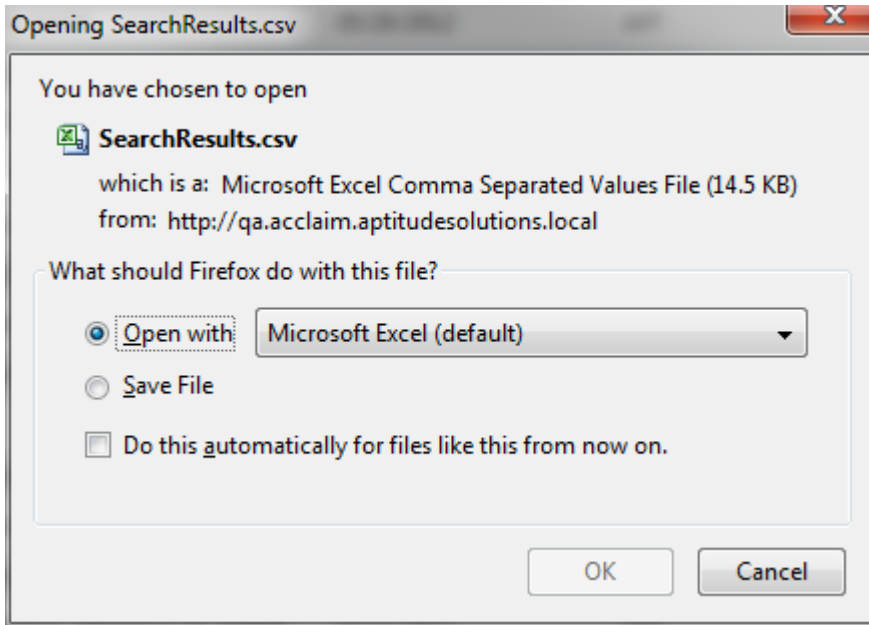 Opening SearchResults.csv
You have chosen to open
SearchResults.csv
which is a: Microsoft Excel Comma Separated Values File (14.5 KB)
from: http://qa.acclaim.aptitudesolutions.local
What should Firefox do with this file?
Open with Microsoft Excel (default)
Save File
Do this automatically for files like this from now on.
OK Cancel